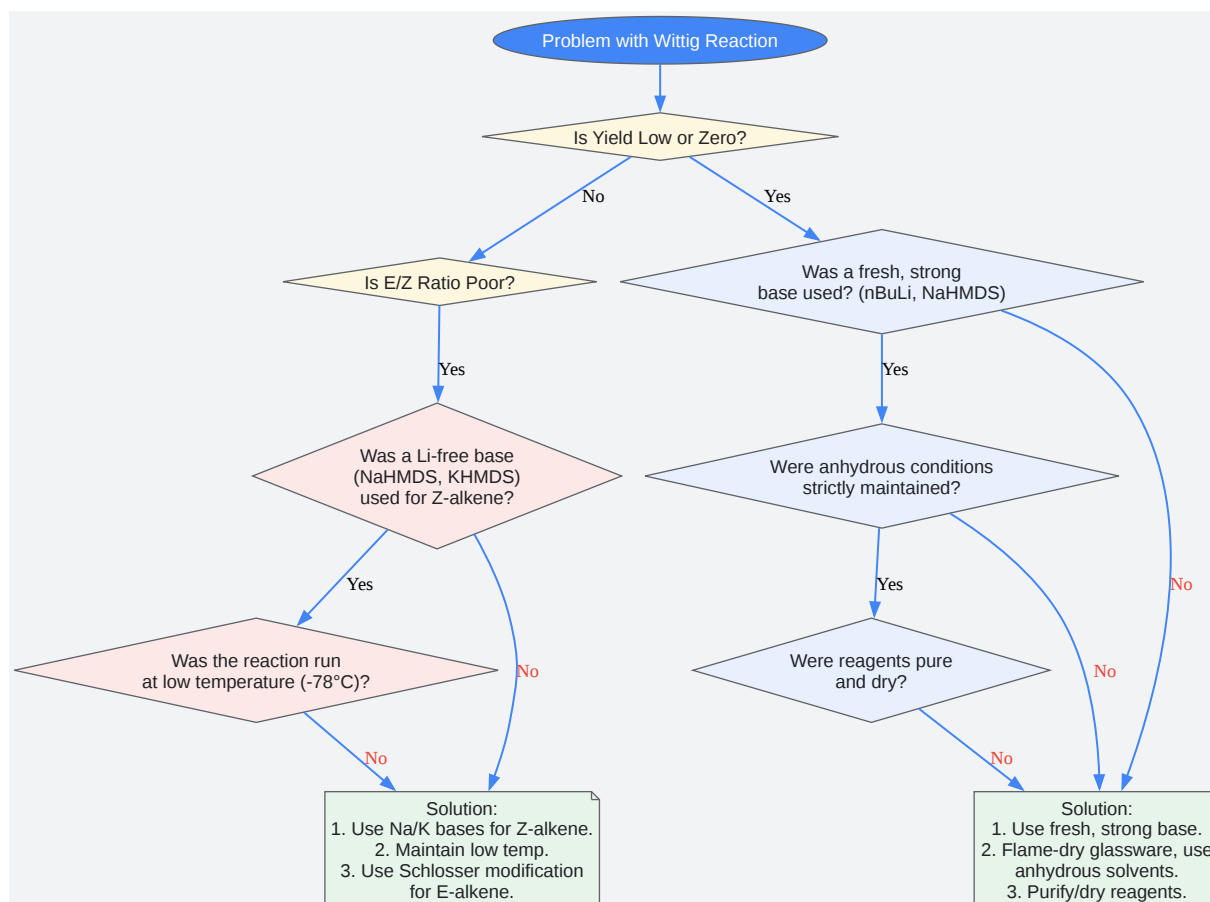 Problem with Wittig Reaction
Is Yield Low or Zero?
No
Yes
Is E/Z Ratio Poor?
Was a fresh, strong
base used? (nBuLi, NaHMDS)
Yes
Yes
Was a Li-free base
(NaHMDS, KHMDS)
used for Z-alkene?
Were anhydrous conditions
strictly maintained?
Yes
Yes
No
Was the reaction run
at low temperature (-78°C)?
No
Were reagents pure
and dry?
No
No
No
Solution:
1. Use Na/K bases for Z-alkene.
2. Maintain low temp.
3. Use Schlosser modification
for E-alkene.
Solution:
1. Use fresh, strong base.
2. Flame-dry glassware, use
anhydrous solvents.
3. Purify/dry reagents.